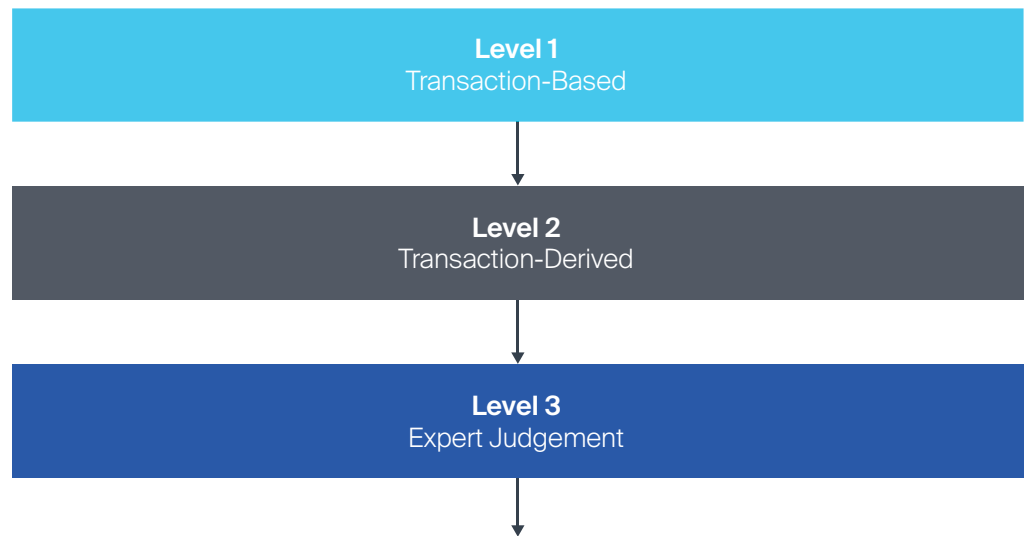 Level 1
Transaction-Based
Level 2
Transaction-Derived
Level 3
Expert Judgement